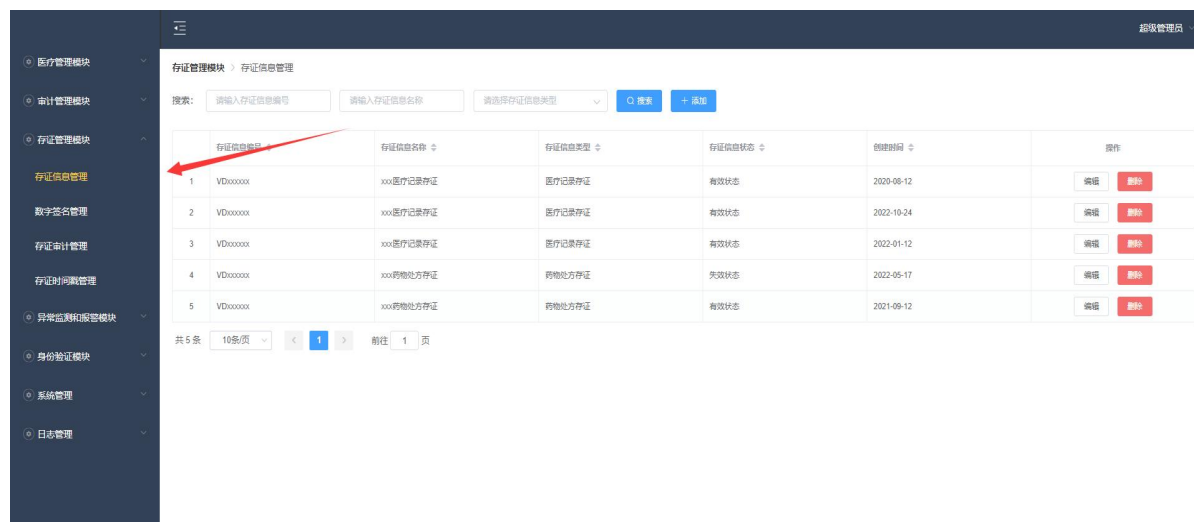 超级管理员
医疗管理模块
审计管理模块
存证管理模块
存证信息管理
数字签名管理
存证审计管理
存证时间戳管理
异常监测和报警模块
身份验证模块
系统管理
日志管理
存证管理模块 > 存证信息管理
搜索： 请输入存证信息编号 请输入存证信息名称 请选择存证信息类型 搜索 + 添加
存证信息编号 存证信息名称 存证信息类型 存证信息状态 创建时间 操作
1 VDxxxxxx xxx医疗记录存证 医疗记录存证 有效状态 2020-08-12 编辑 删除
2 VDxxxxxx xxx医疗记录存证 医疗记录存证 有效状态 2022-10-24 编辑 删除
3 VDxxxxxx xxx医疗记录存证 医疗记录存证 有效状态 2022-01-12 编辑 删除
4 VDxxxxxx xxx药物处方存证 药物处方存证 失效状态 2022-05-17 编辑 删除
5 VDxxxxxx xxx药物处方存证 药物处方存证 有效状态 2021-09-12 编辑 删除
共 5 条 10条/页 < 1 > 前往 1 页